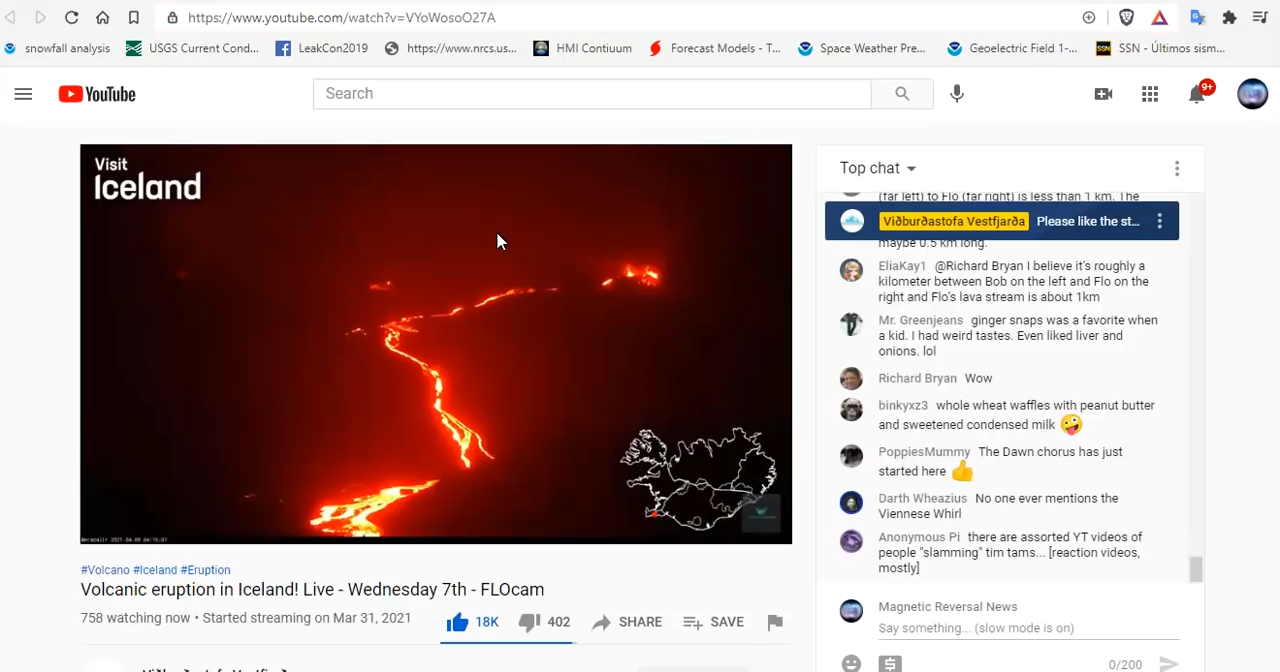 https://www.youtube.com/watch?v=VYoWosoO27A
snowfall analysis
USGS Current Cond...
LeakCon2019
https://www.nrcs.us...
HMI Contiuum
Forecast Models - T...
Space Weather Pre...
Geoelectric Field 1-...
SSN
SSN - Últimos sism...
YouTube
Search
9+
Visit
Iceland
Top chat
(far left) to Flo (far right) is less than 1 km. The
Viðburðastofa Vestfjarða Please like the st...
maybe 0.5 km long.
EliaKay1 @Richard Bryan I believe it's roughly a
kilometer between Bob on the left and Flo on the
right and Flo's lava stream is about 1km
Mr. Greenjeans ginger snaps was a favorite when
a kid. I had weird tastes. Even liked liver and
onions. lol
Richard Bryan Wow
binkyxz3 whole wheat waffles with peanut butter
and sweetened condensed milk
PoppiesMummy The Dawn chorus has just
started here
Darth Wheazius No one ever mentions the
Viennese Whirl
Anonymous Pi there are assorted YT videos of
people "slamming" tim tams... [reaction videos,
mostly]
Magnetic Reversal News
Say something... (slow mode is on)
0/200
#Volcano #Iceland #Eruption
Volcanic eruption in Iceland! Live - Wednesday 7th - FLOcam
758 watching now • Started streaming on Mar 31, 2021
18K
402
SHARE
SAVE
Viðburðastofa Vestfjarða